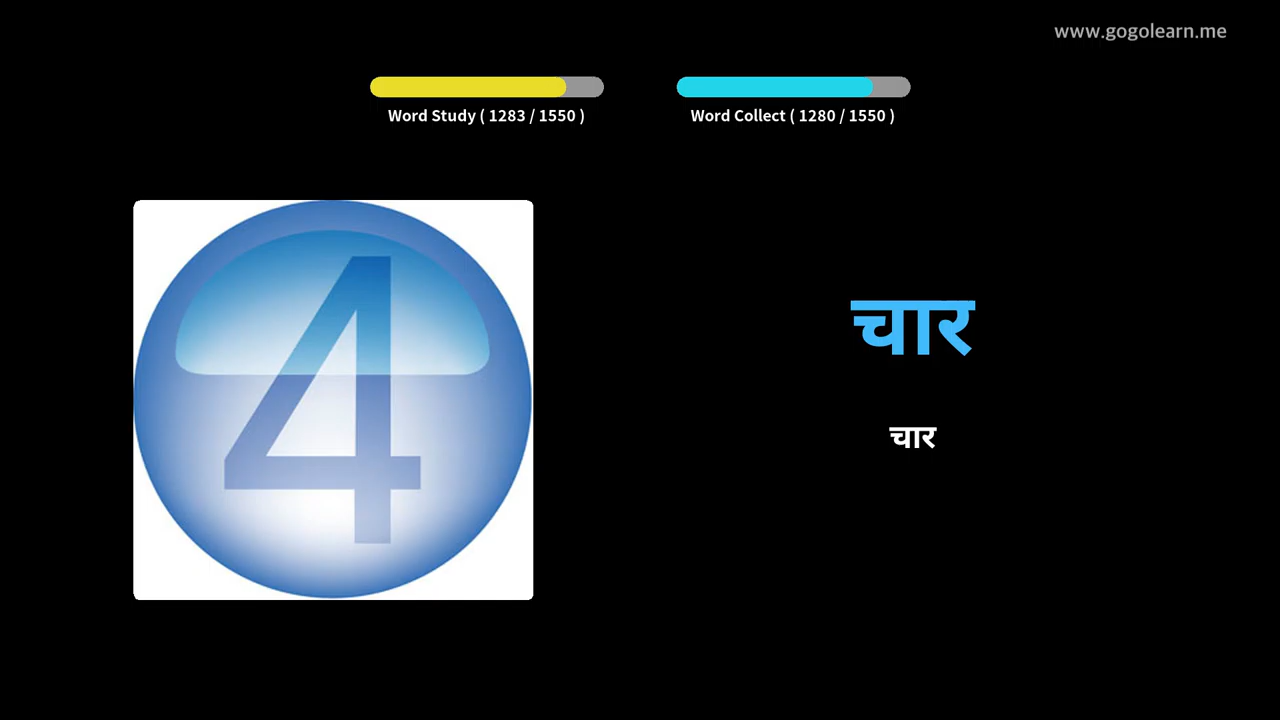 www.gogolearn.me
Word Study ( 1283 / 1550 )
Word Collect ( 1280 / 1550 )
4
चार
चार